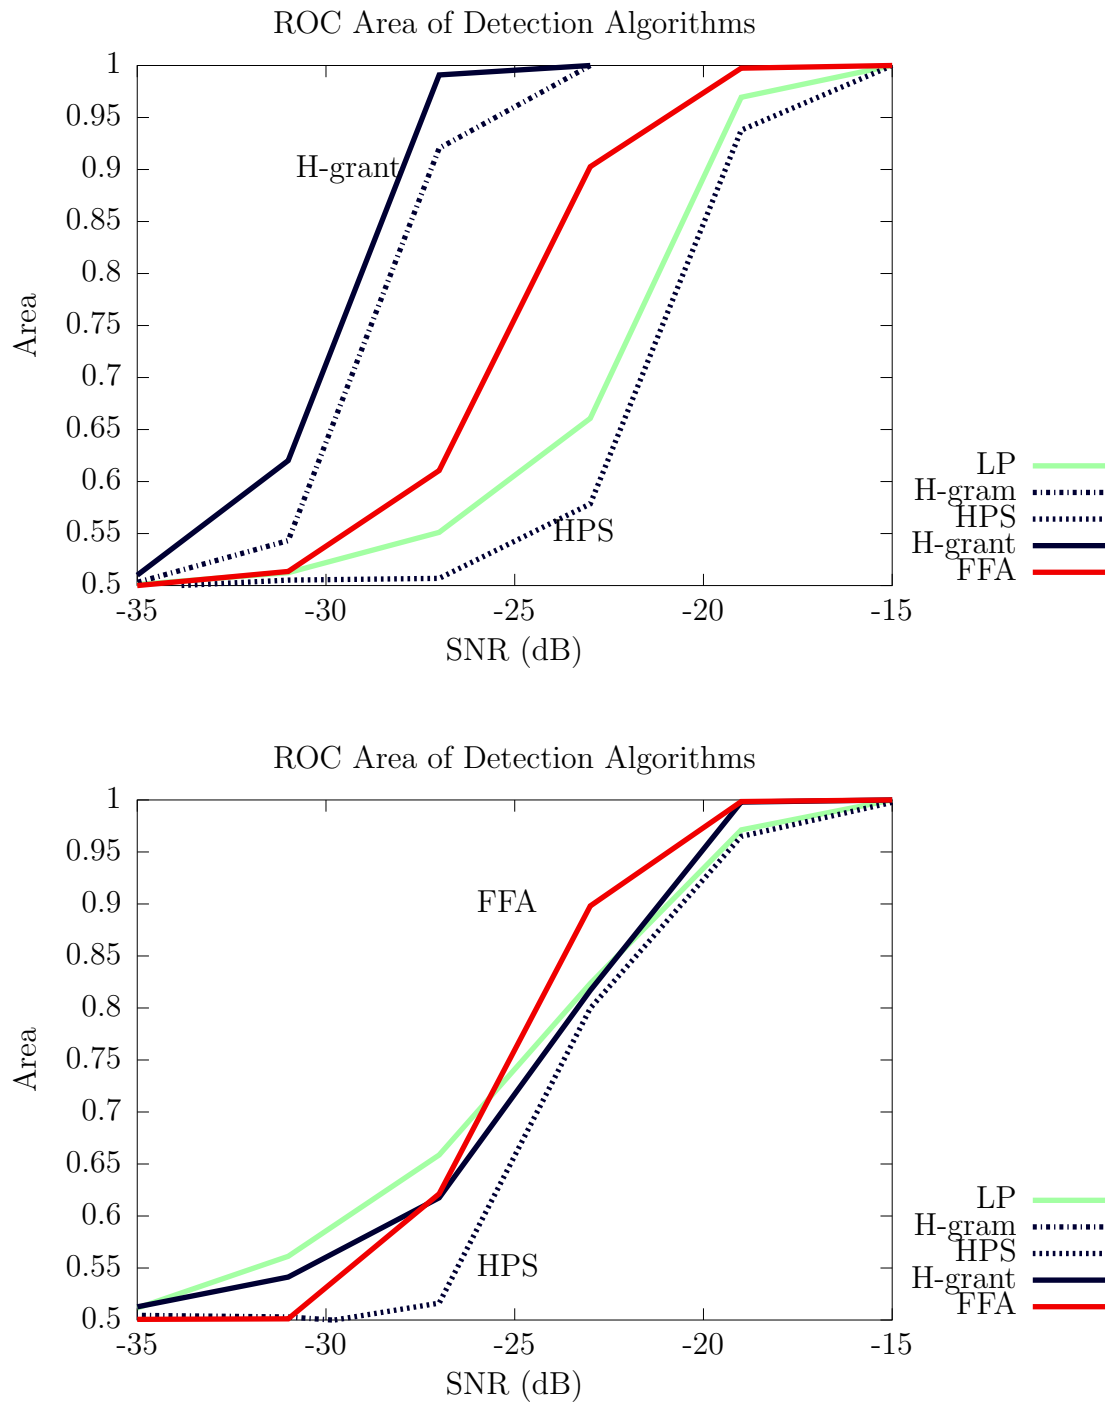 ROC Area of Detection Algorithms
1
0.95
0.9
H-grant
0.85
0.8
0.75
Area
0.7
0.65
0.6
0.55
HPS
0.5
-35 -30 -25 -20 -15
SNR (dB)
LP
H-gram
HPS
H-grant
FFA
ROC Area of Detection Algorithms
1
0.95
0.9
FFA
0.85
0.8
0.75
Area
0.7
0.65
0.6
0.55
HPS
0.5
-35 -30 -25 -20 -15
SNR (dB)
LP
H-gram
HPS
H-grant
FFA